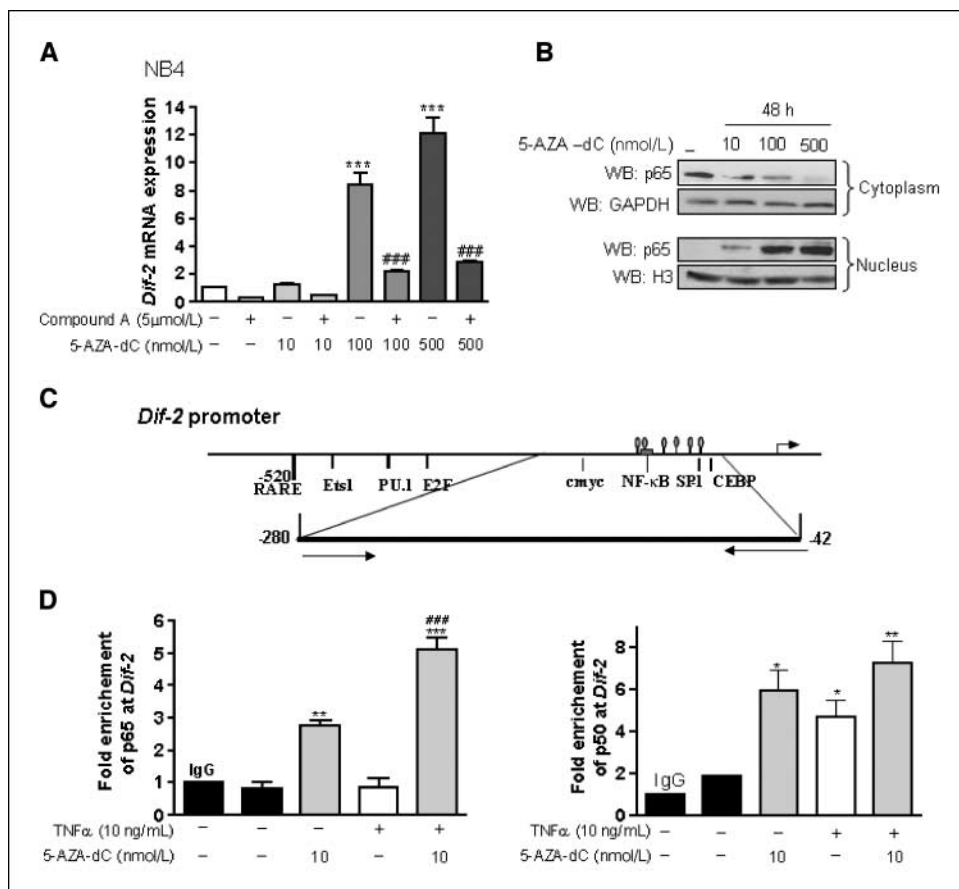 A
NB4
Dif-2 mRNA expression
14
12
10
8
6
4
2
0
***
###
***
###
Compound A (5µmol/L) – + – + – + – +
5-AZA-dC (nmol/L) – – 10 10 100 100 500 500
B
48 h
5-AZA –dC (nmol/L) – 10 100 500
WB: p65
WB: GAPDH
Cytoplasm
WB: p65
WB: H3
Nucleus
C
Dif-2 promoter
-520
RARE Ets1 PU.1 E2F cmyc NF-κB SP1 CEBP
-280 -42
D
Fold enrichement
of p65 at Dif-2
6
5
4
3
2
1
0
IgG
**
###
***
TNFα (10 ng/mL) – – – + +
5-AZA-dC (nmol/L) – – 10 – 10
Fold enrichement
of p50 at Dif-2
8
6
4
2
0
IgG
*
*
**
TNFα (10 ng/mL) – – – + +
5-AZA-dC (nmol/L) – – 10 – 10